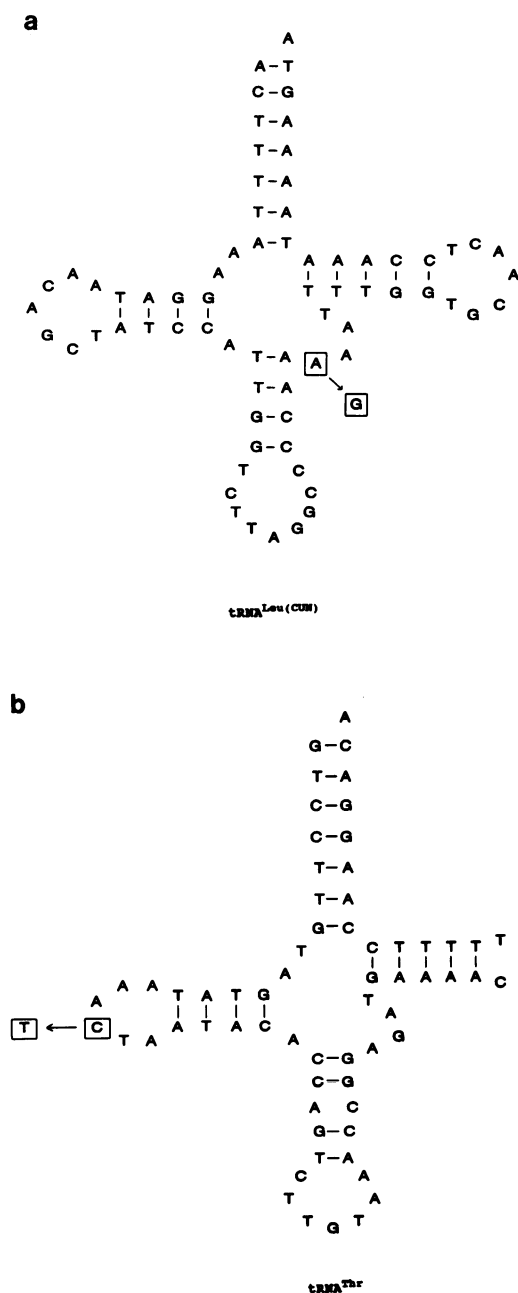 a
A
A-T
C-G
T-A
T-A
T-A
T-A
A A-T T C A
A A A A C C A
C A A T A G G T T T G G T G C A
A G A T C C T A T C C A T A
T-A A A
T-A G
G-C
G-C
T C
C C
T G
T A G
tRNALeu(CUN)
b
A
G-C
T-A
C-G
C-G
T-A
T-A
G-C C T T T T T
T G A A A A C
A A A T A T G A T A
T ← C T A A T A C A G
C-G A
C-G
A C
G-C
T-A
C A
T A
T G T
tRNAThr